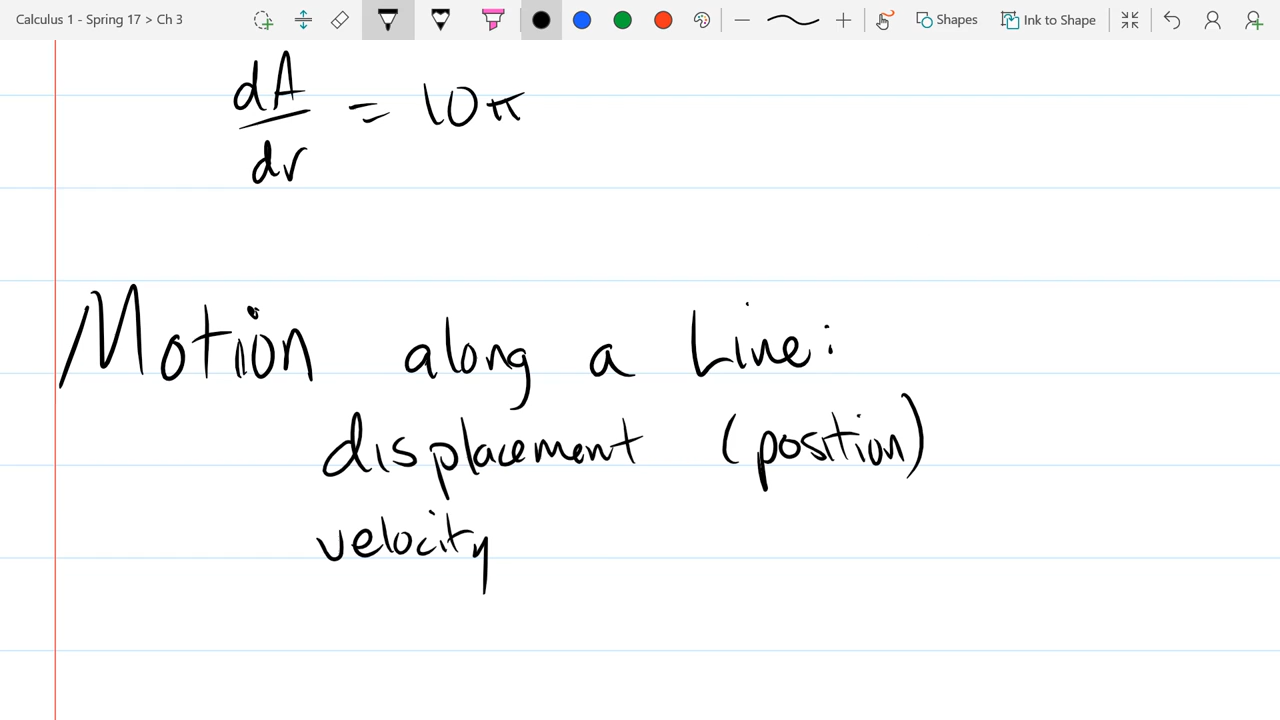 Calculus 1 - Spring 17 > Ch 3 Shapes Ink to Shape
dA/dr = 10π
Motion along a Line:
displacement (position)
velocity